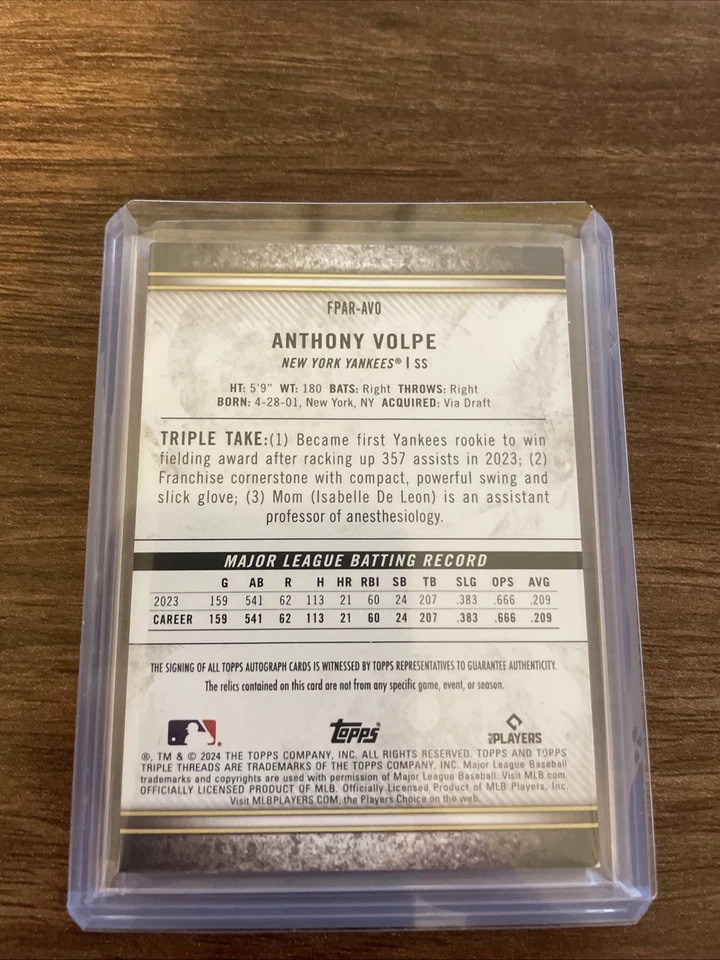 FPAR-AVO
ANTHONY VOLPE
NEW YORK YANKEES® | SS
HT: 5'9" WT: 180 BATS: Right THROWS: Right
BORN: 4-28-01, New York, NY ACQUIRED: Via Draft
TRIPLE TAKE:(1) Became first Yankees rookie to win
fielding award after racking up 357 assists in 2023; (2)
Franchise cornerstone with compact, powerful swing and
slick glove; (3) Mom (Isabelle De Leon) is an assistant
professor of anesthesiology.
MAJOR LEAGUE BATTING RECORD
G AB R H HR RBI SB TB SLG OPS AVG
2023 159 541 62 113 21 60 24 207 .383 .666 .209
CAREER 159 541 62 113 21 60 24 207 .383 .666 .209
THE SIGNING OF ALL TOPPS AUTOGRAPH CARDS IS WITNESSED BY TOPPS REPRESENTATIVES TO GUARANTEE AUTHENTICITY.
The relics contained on this card are not from any specific game, event, or season.
topps PLAYERS
®, TM & © 2024 THE TOPPS COMPANY, INC. ALL RIGHTS RESERVED. TOPPS AND TOPPS
TRIPLE THREADS ARE TRADEMARKS OF THE TOPPS COMPANY, INC. Major League Baseball
trademarks and copyrights are used with permission of Major League Baseball. Visit MLB.com.
OFFICIALLY LICENSED PRODUCT OF MLB. Officially Licensed Product of MLB Players, Inc.
Visit MLBPLAYERS.COM, the Players Choice on the web.